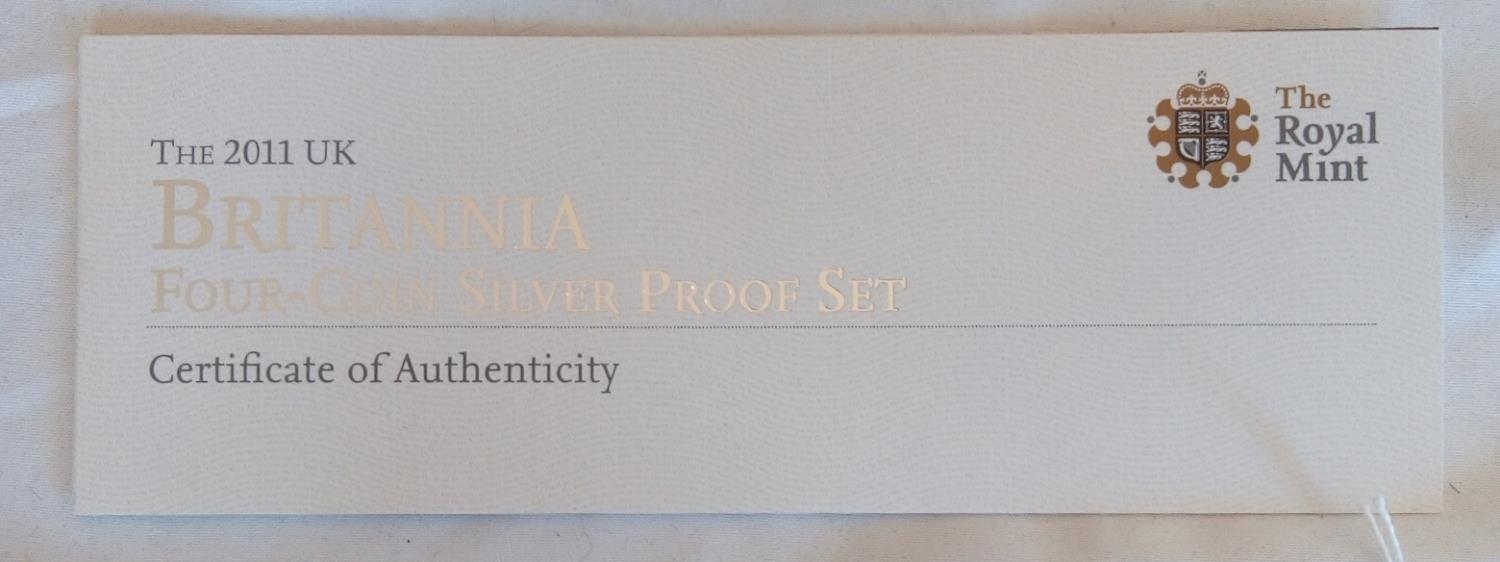 The
Royal
Mint
The 2011 UK
Britannia
Four-Coin Silver Proof Set
Certificate of Authenticity